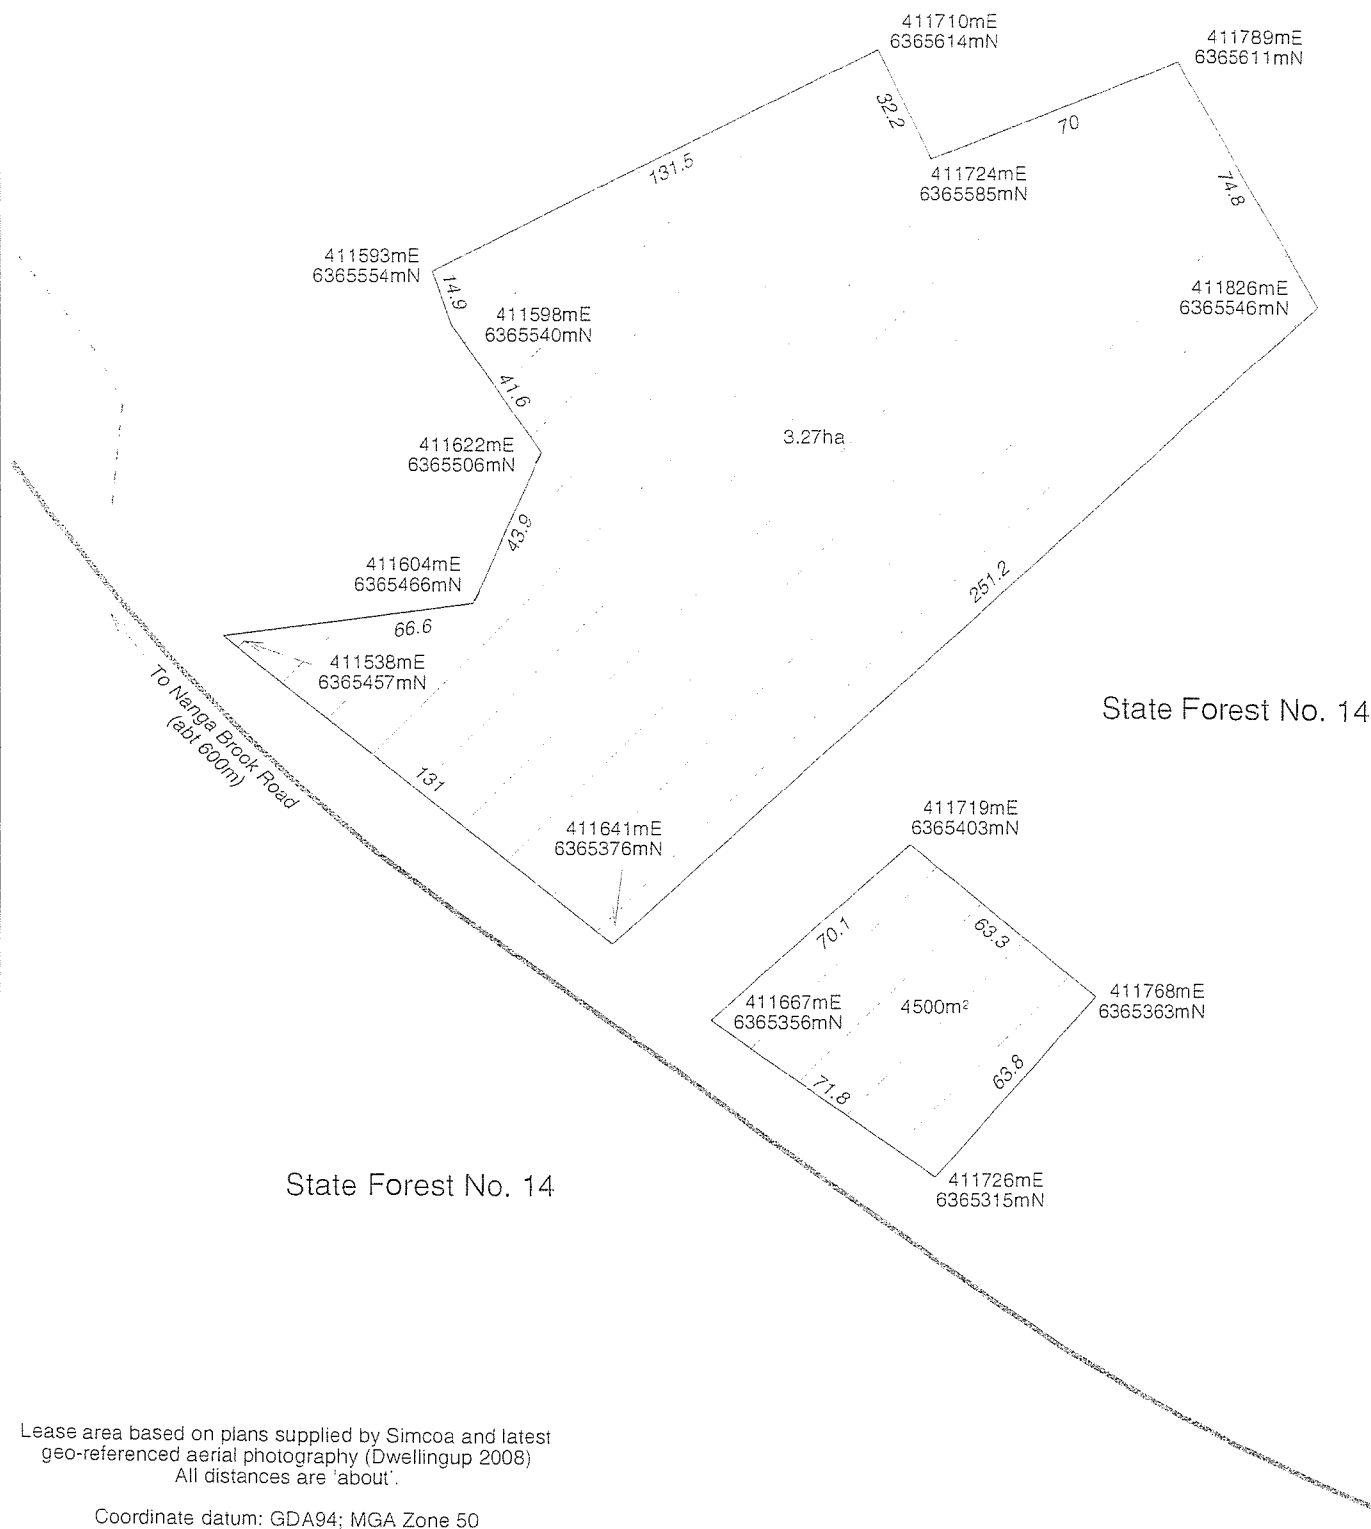 411710mE
6365614mN
411789mE
6365611mN
32.2
70
131.5
411724mE
6365585mN
74.8
411593mE
6365554mN
14.9
411598mE
6365540mN
411826mE
6365546mN
41.6
3.27ha
411622mE
6365506mN
43.9
411604mE
6365466mN
251.2
66.6
411538mE
6365457mN
To Nanga Brook Road
(abt 600m)
State Forest No. 14
131
411641mE
6365376mN
411719mE
6365403mN
70.1
63.3
411667mE
6365356mN
4500m²
411768mE
6365363mN
71.8
63.8
State Forest No. 14
411726mE
6365315mN
Lease area based on plans supplied by Simcoa and latest
geo-referenced aerial photography (Dwellingup 2008)
All distances are 'about'.
Coordinate datum: GDA94; MGA Zone 50